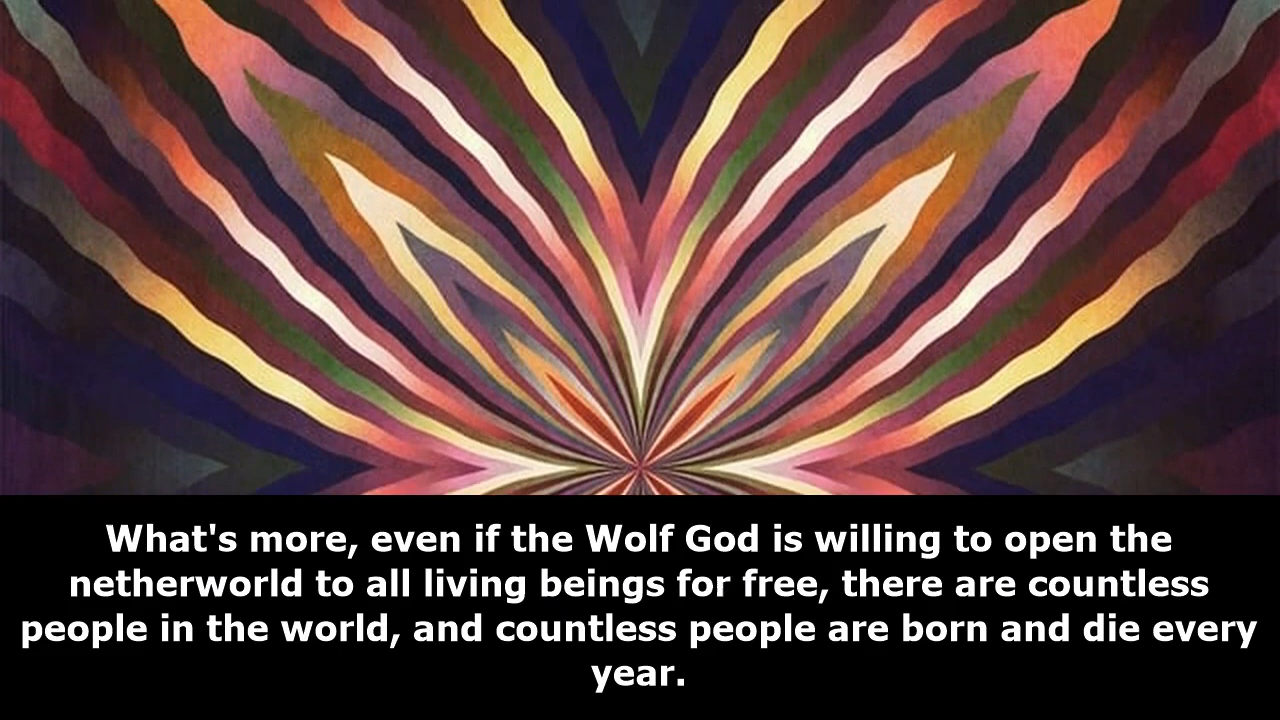 What's more, even if the Wolf God is willing to open the
netherworld to all living beings for free, there are countless
people in the world, and countless people are born and die every
year.